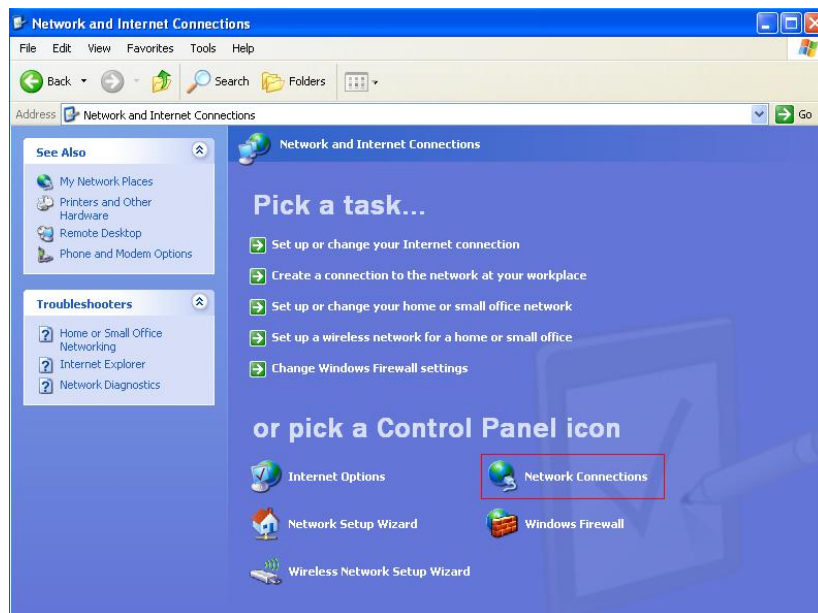 Network and Internet Connections
File Edit View Favorites Tools Help
Back Search Folders
Address Network and Internet Connections Go
See Also
My Network Places
Printers and Other
Hardware
Remote Desktop
Phone and Modem Options
Troubleshooters
Home or Small Office
Networking
Internet Explorer
Network Diagnostics
Network and Internet Connections
Pick a task...
Set up or change your Internet connection
Create a connection to the network at your workplace
Set up or change your home or small office network
Set up a wireless network for a home or small office
Change Windows Firewall settings
or pick a Control Panel icon
Internet Options Network Connections
Network Setup Wizard Windows Firewall
Wireless Network Setup Wizard